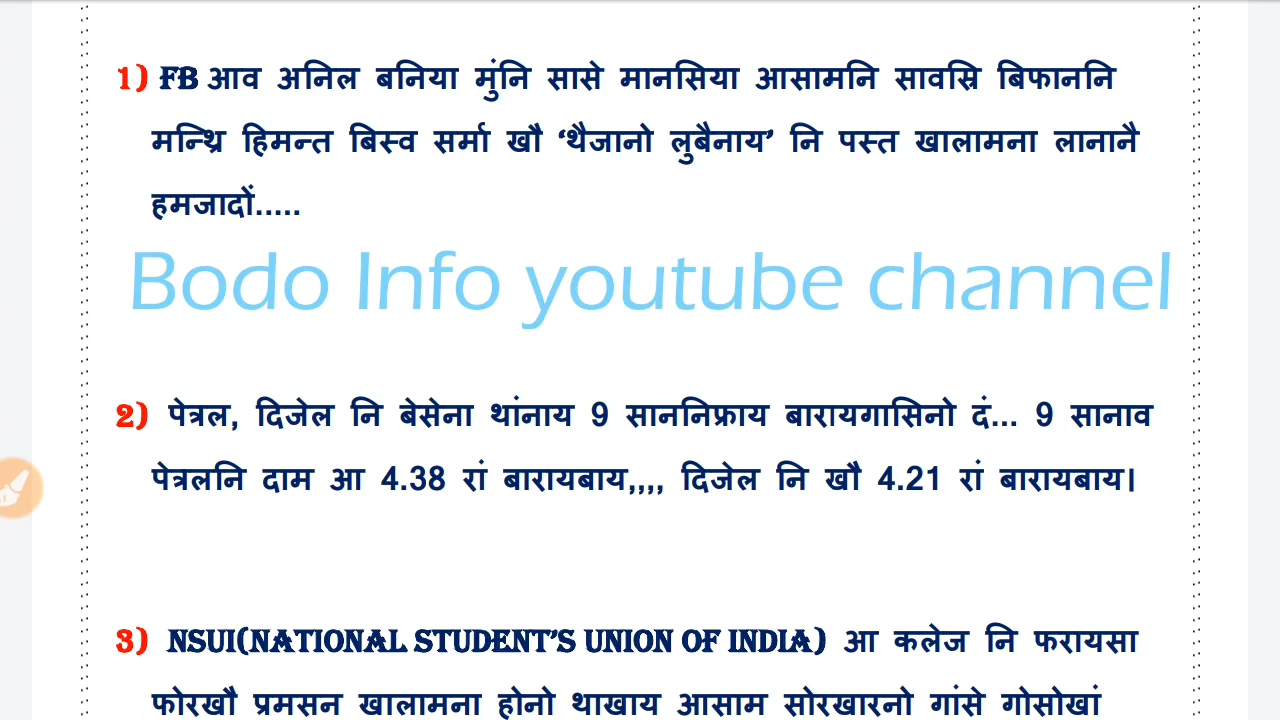 1) FB आव अनिल बनिया मुंनि सासे मानसिया आसामनि सावस्रि बिफाननि
मन्थ्रि हिमन्त बिस्व सर्मा खौ ‘थैजानो लुबैनाय’ नि पस्त खालामना लानानै
हमजादों.....
Bodo Info youtube channel
2) पेत्रल, दिजेल नि बेसेना थांनाय 9 साननिफ्राय बारायगासिनो दं... 9 सानाव
पेत्रलनि दाम आ 4.38 रां बारायबाय,,,, दिजेल नि खौ 4.21 रां बारायबाय।
3) NSUI(NATIONAL STUDENT’S UNION OF INDIA) आ कलेज नि फरायसा
फोरखौ प्रमसन खालामना होनो थाखाय आसाम सोरखारनो गांसे गोसोखां